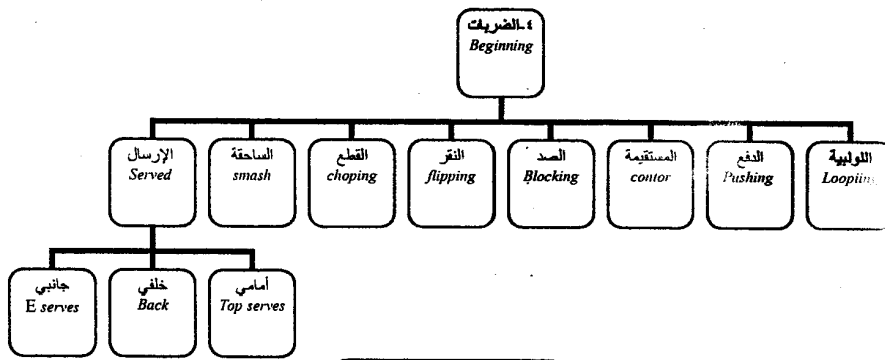 ٤-الضربات
Beginning
الإرسال
Served
الساحقة
smash
القطع
choping
النقر
flipping
الصد
Blocking
المستقيمة
contor
الدفع
Pushing
اللولبية
Loopiing
جانبي
E serves
خلفي
Back
أمامي
Top serves